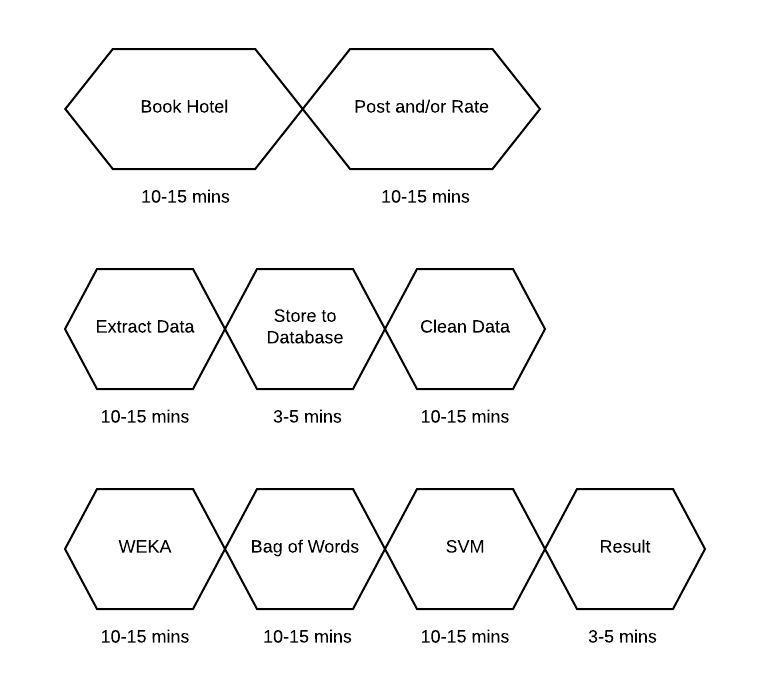 Book Hotel
Post and/or Rate
10-15 mins
10-15 mins
Extract Data
Store to
Database
Clean Data
10-15 mins
3-5 mins
10-15 mins
WEKA
Bag of Words
SVM
Result
10-15 mins
10-15 mins
10-15 mins
3-5 mins